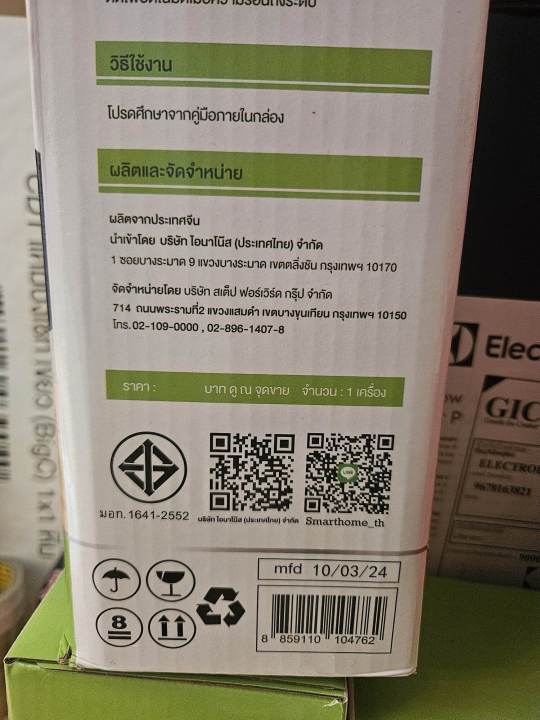 วิธีใช้งาน
โปรดศึกษาจากคู่มือภายในกล่อง
ผลิตและจัดจำหน่าย
ผลิตจากประเทศจีน
นำเข้าโดย บริษัท ไอนาโน๊ส (ประเทศไทย) จำกัด
1 ซอยบางระมาด 9 แขวงบางระมาด เขตตลิ่งชัน กรุงเทพฯ 10170
จัดจำหน่ายโดย บริษัท สเต็ป ฟอร์เวิร์ด กรุ๊ป จำกัด
714 ถนนพระรามที่2 แขวงแสมดำ เขตบางขุนเทียน กรุงเทพฯ 10150
โทร. 02-109-0000 , 02-896-1407-8
ราคา : บาท ดู ณ จุดขาย จำนวน : 1 เครื่อง
มอก. 1641-2552
บริษัท ไอนาโน๊ส (ประเทศไทย) จำกัด
LINE
Smarthome_th
mfd 10/03/24
8
8 859110 104762
Elec
GIC
ELECTROL
9678163821
(BigC) 1x1